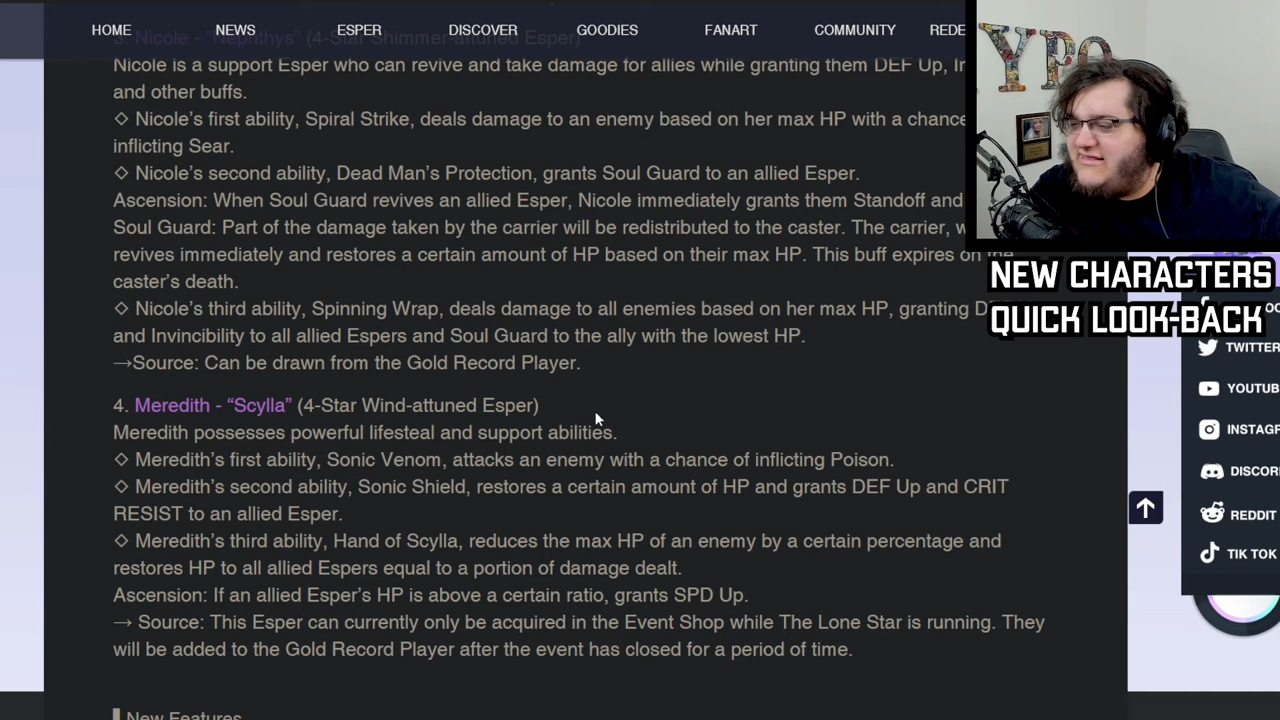 HOME NEWS ESPER DISCOVER GOODIES FANART COMMUNITY REDE
3. Nicole - "Nephthys" (4-Star Shimmer-attuned Esper)
Nicole is a support Esper who can revive and take damage for allies while granting them DEF Up,
and other buffs.
◇ Nicole's first ability, Spiral Strike, deals damage to an enemy based on her max HP with a chance
inflicting Sear.
◇ Nicole's second ability, Dead Man's Protection, grants Soul Guard to an allied Esper.
Ascension: When Soul Guard revives an allied Esper, Nicole immediately grants them Standoff and
Soul Guard: Part of the damage taken by the carrier will be redistributed to the caster. The carrier,
revives immediately and restores a certain amount of HP based on their max HP. This buff expires on the
caster's death.
◇ Nicole's third ability, Spinning Wrap, deals damage to all enemies based on her max HP, granting
and Invincibility to all allied Espers and Soul Guard to the ally with the lowest HP.
→Source: Can be drawn from the Gold Record Player.
4. Meredith - “Scylla” (4-Star Wind-attuned Esper)
Meredith possesses powerful lifesteal and support abilities.
◇ Meredith's first ability, Sonic Venom, attacks an enemy with a chance of inflicting Poison.
◇ Meredith's second ability, Sonic Shield, restores a certain amount of HP and grants DEF Up and CRIT
RESIST to an allied Esper.
◇ Meredith's third ability, Hand of Scylla, reduces the max HP of an enemy by a certain percentage and
restores HP to all allied Espers equal to a portion of damage dealt.
Ascension: If an allied Esper's HP is above a certain ratio, grants SPD Up.
→ Source: This Esper can currently only be acquired in the Event Shop while The Lone Star is running. They
will be added to the Gold Record Player after the event has closed for a period of time.
New Features
YPO
NEW CHARACTERS
QUICK LOOK-BACK
TWITTER
YOUTUB
INSTAG
DISCOR
REDDIT
TIK TOK